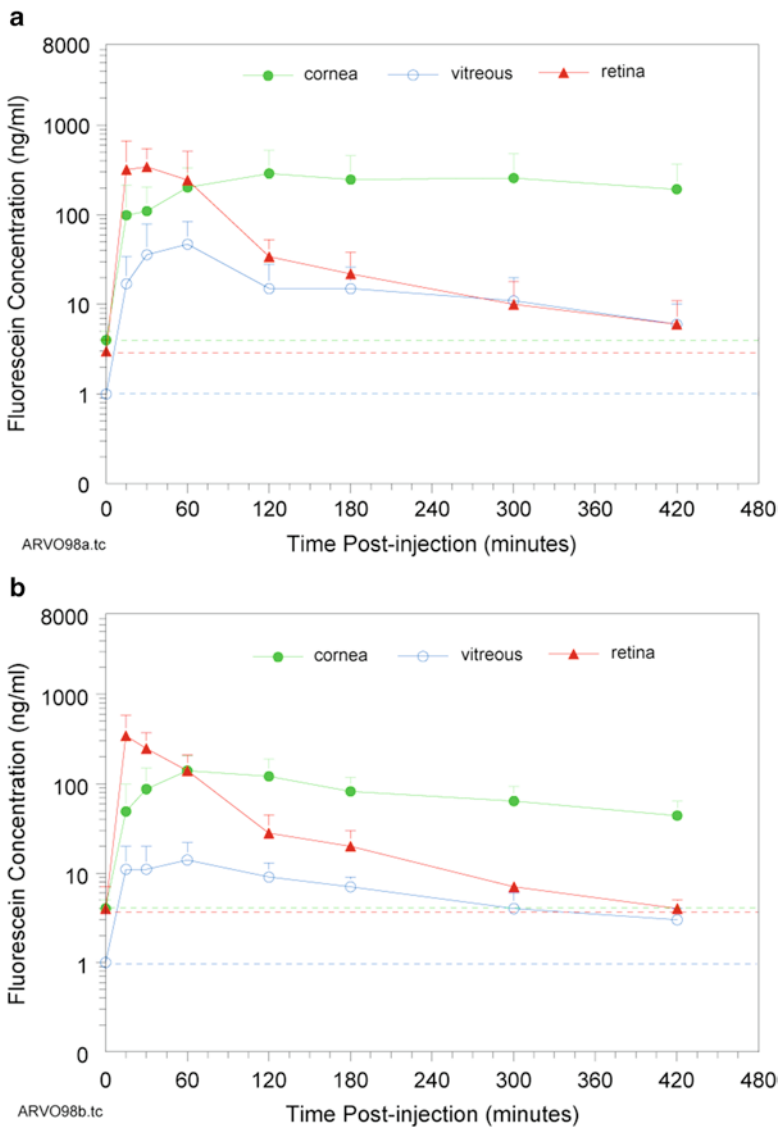 a
8000
cornea vitreous retina
1000
100
10
1
0
Fluorescein Concentration (ng/ml)
0 60 120 180 240 300 360 420 480
ARVO98a.tc
Time Post-injection (minutes)
b
8000
cornea vitreous retina
1000
100
10
1
0
Fluorescein Concentration (ng/ml)
0 60 120 180 240 300 360 420 480
ARVO98b.tc
Time Post-injection (minutes)